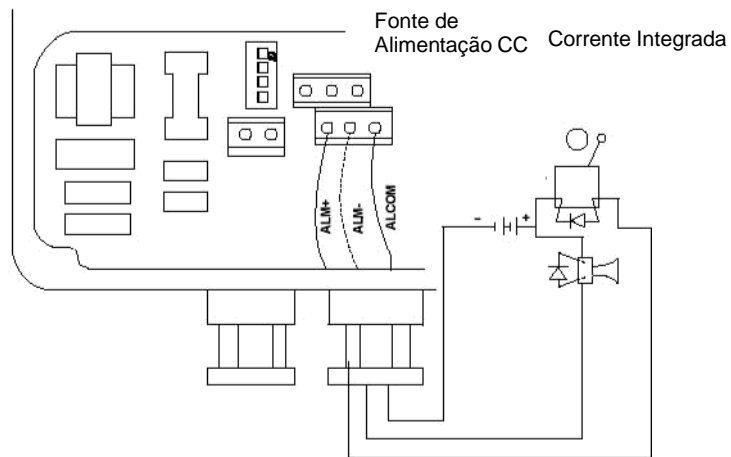 Fonte de
Alimentação CC
Corrente Integrada
ALM+
ALM-
ALCOM
- +